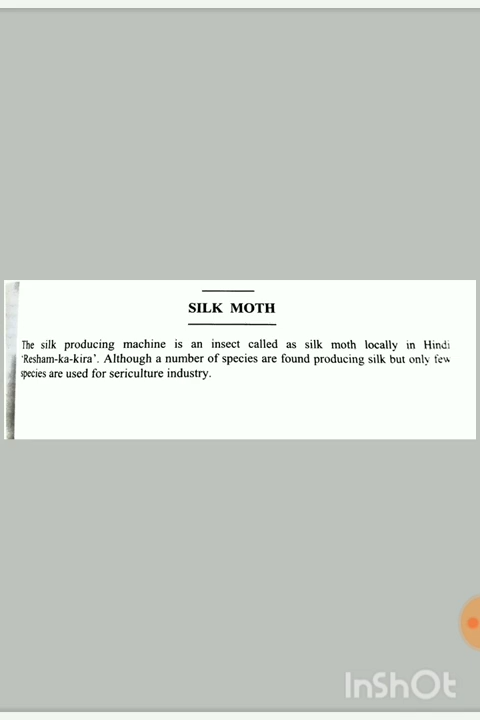 SILK MOTH
The silk producing machine is an insect called as silk moth locally in Hindi
'Resham-ka-kira'. Although a number of species are found producing silk but only few
species are used for sericulture industry.
InShOt